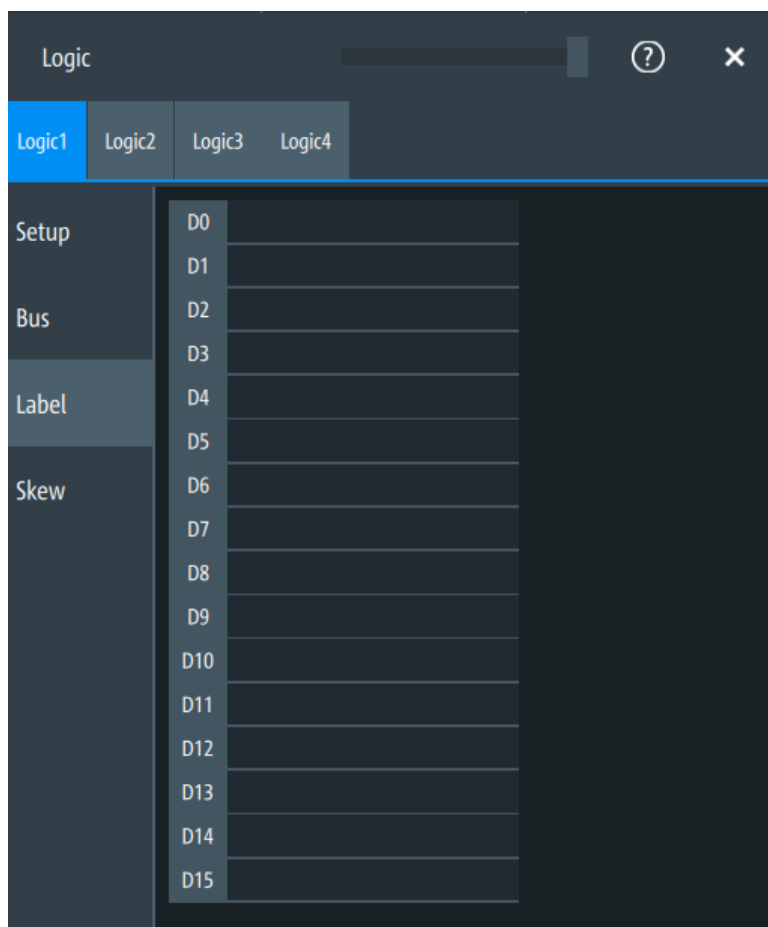 Logic
?
×
Logic1 Logic2 Logic3 Logic4
Setup
Bus
Label
Skew
D0
D1
D2
D3
D4
D5
D6
D7
D8
D9
D10
D11
D12
D13
D14
D15